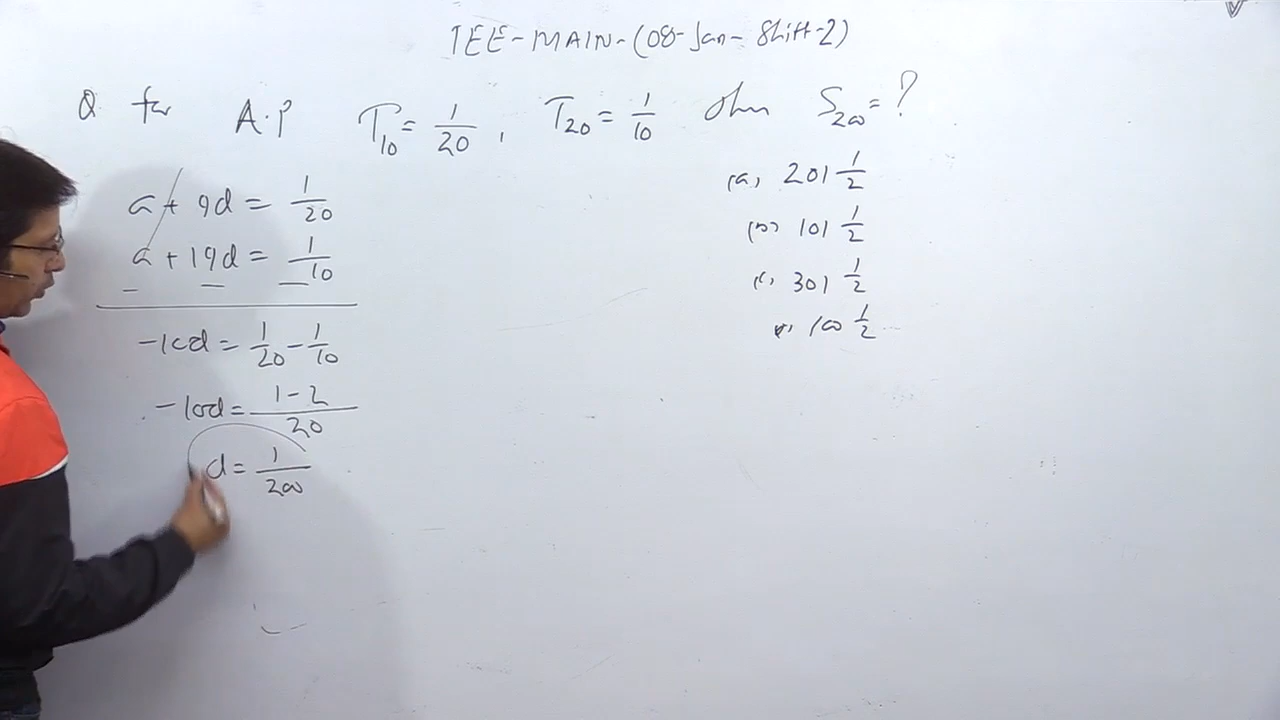 JEE-MAIN-(08-Jan-Shift-2)
Q for A.P T₁₀ = 1/20 , T₂₀ = 1/10 then S₂₀₀ = ?
(a) 201 1/2
(b) 101 1/2
(c) 301 1/2
100 1/2
a + 9d = 1/20
a + 19d = 1/10
-10d = 1/20 - 1/10
-10d = (1-2)/20
d = 1/200